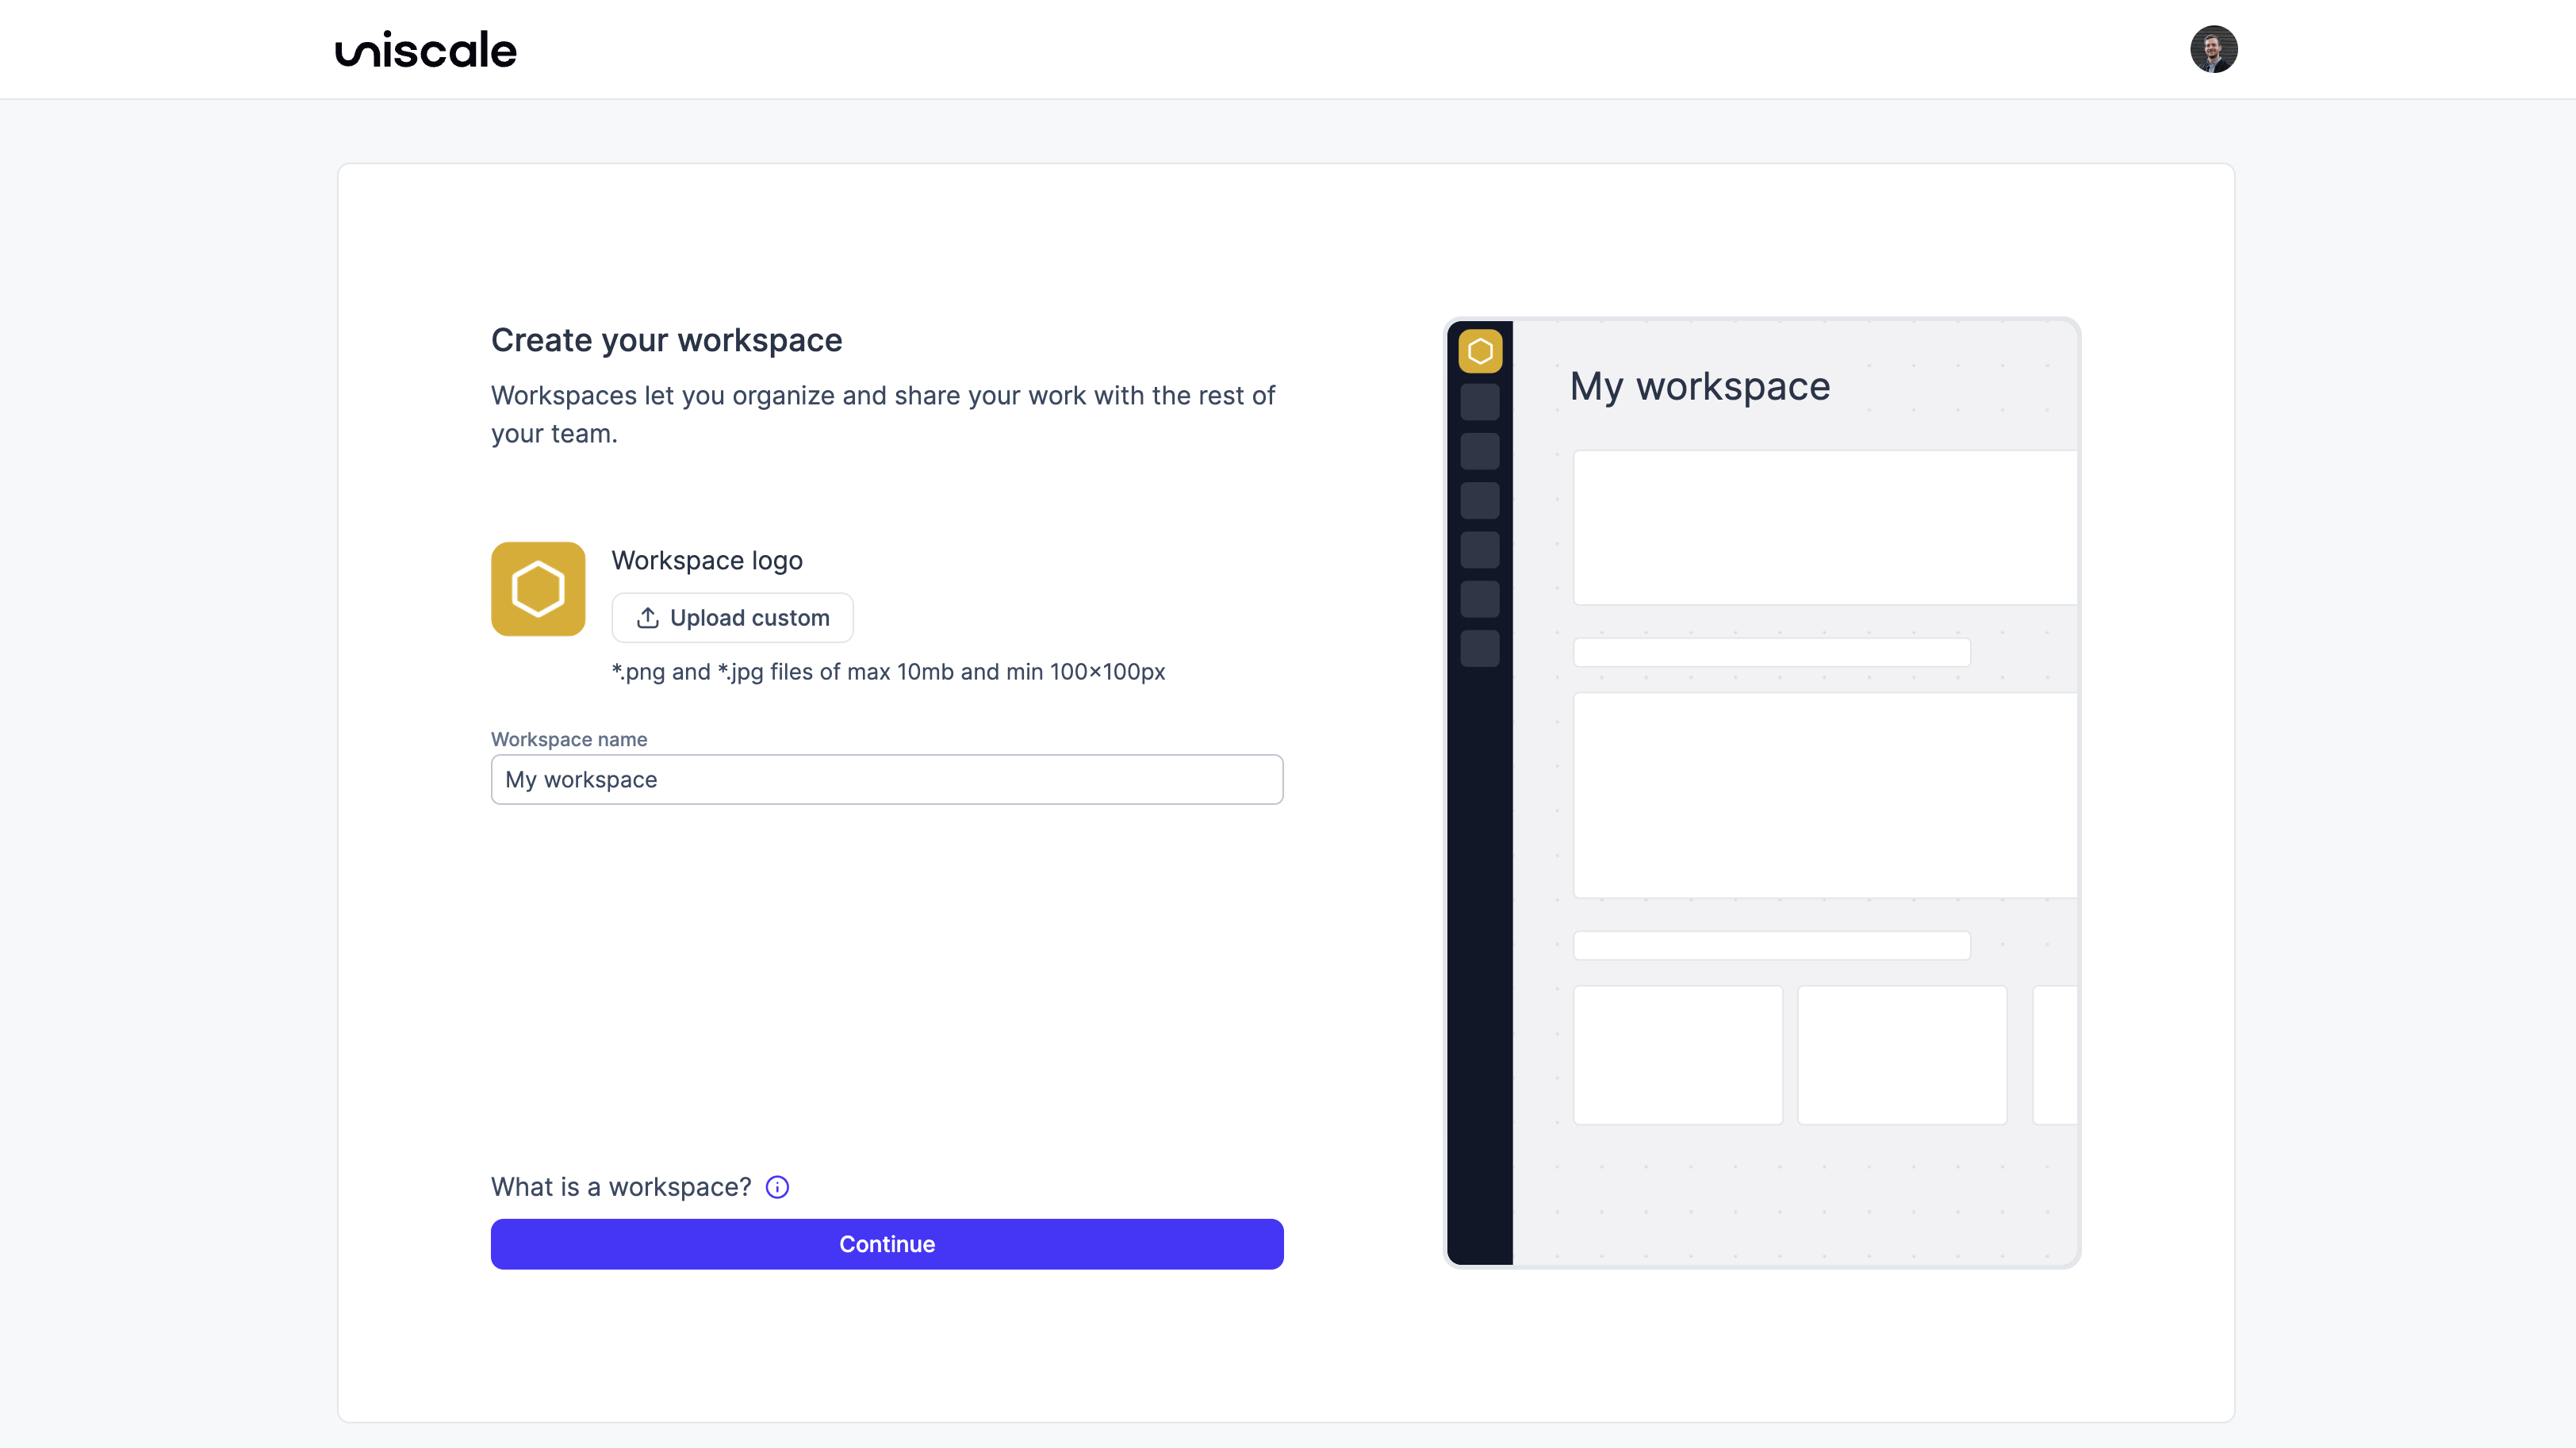 uniscale
Create your workspace
Workspaces let you organize and share your work with the rest of
your team.
Workspace logo
Upload custom
*.png and *.jpg files of max 10mb and min 100×100px
Workspace name
My workspace
What is a workspace?
Continue
My workspace